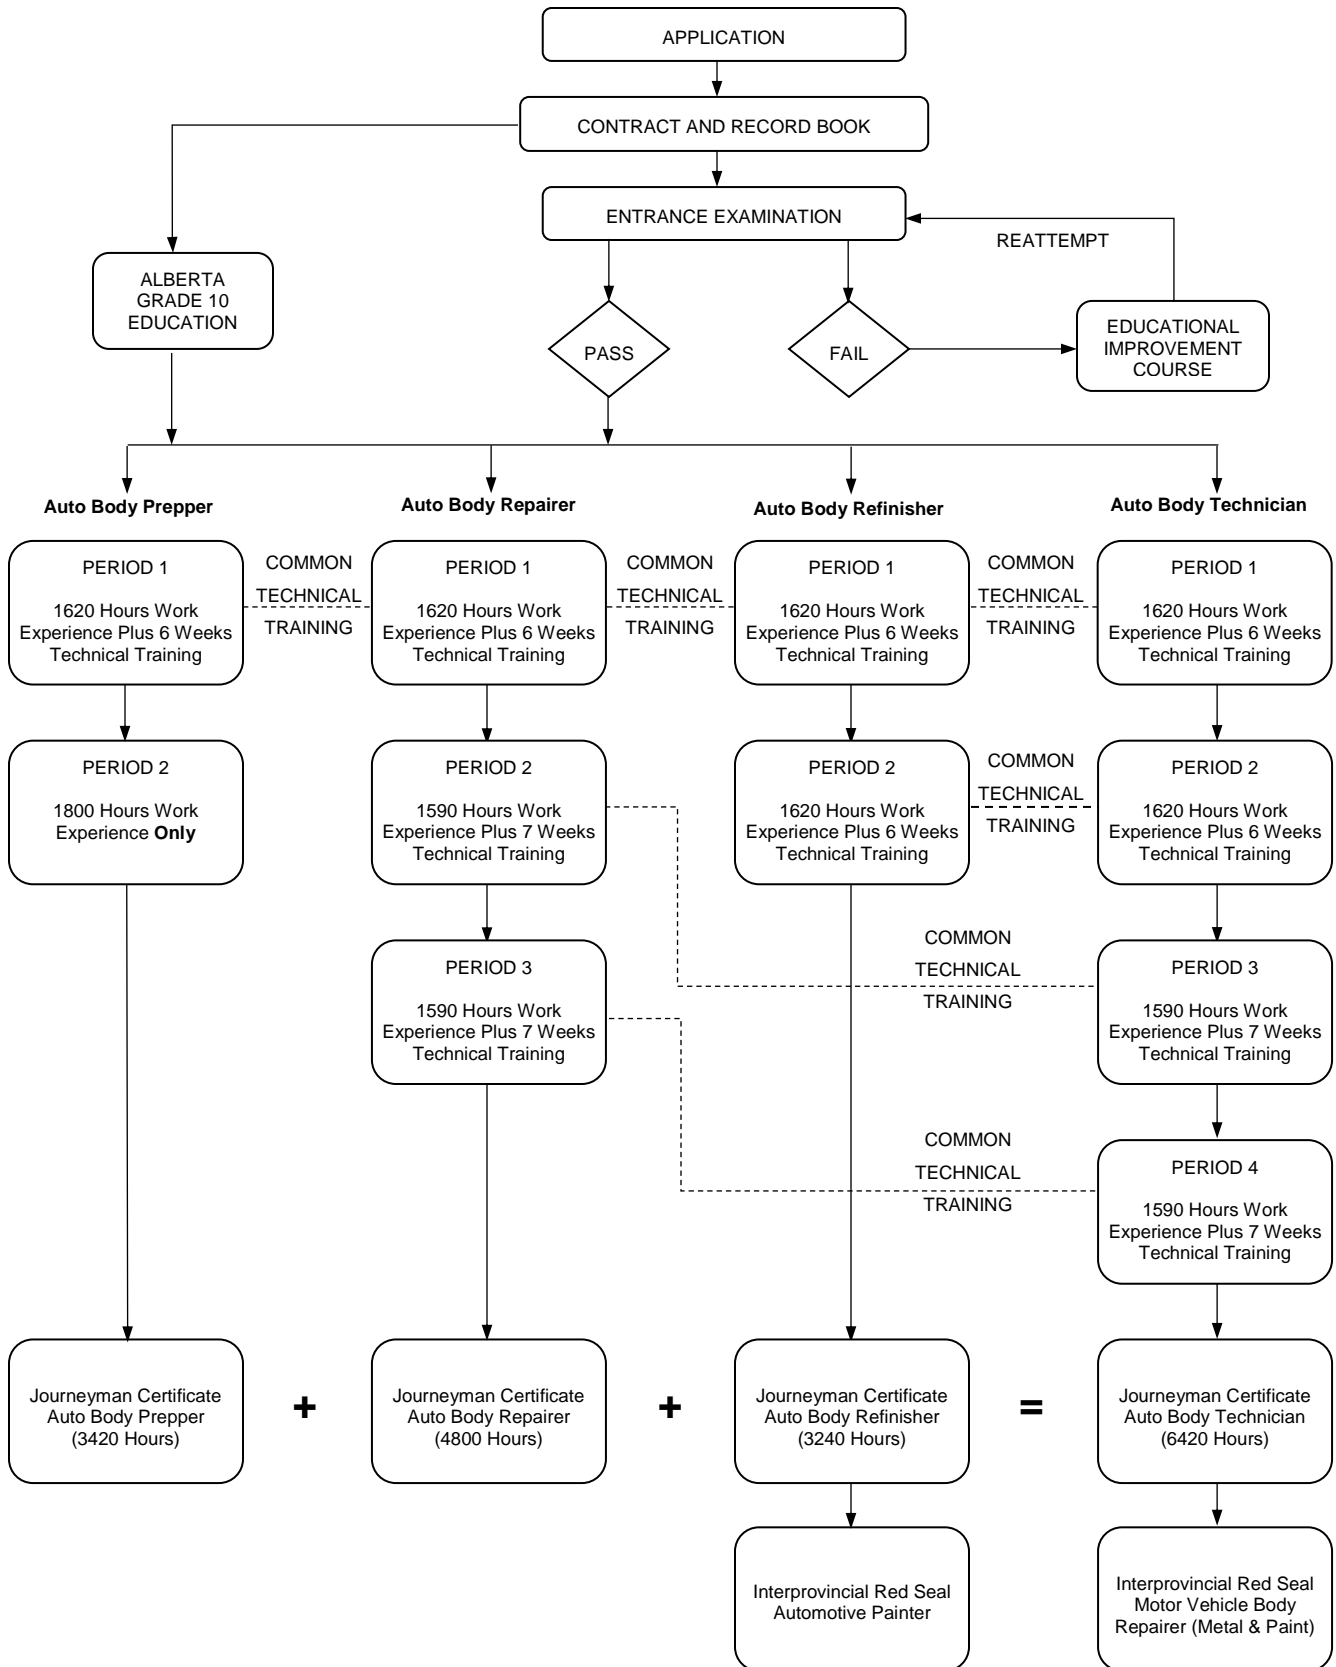 APPLICATION
CONTRACT AND RECORD BOOK
ENTRANCE EXAMINATION
REATTEMPT
ALBERTA
GRADE 10
EDUCATION
PASS
FAIL
EDUCATIONAL
IMPROVEMENT
COURSE
Auto Body Prepper
Auto Body Repairer
Auto Body Refinisher
Auto Body Technician
PERIOD 1
1620 Hours Work
Experience Plus 6 Weeks
Technical Training
COMMON
TECHNICAL
TRAINING
PERIOD 1
1620 Hours Work
Experience Plus 6 Weeks
Technical Training
COMMON
TECHNICAL
TRAINING
PERIOD 1
1620 Hours Work
Experience Plus 6 Weeks
Technical Training
COMMON
TECHNICAL
TRAINING
PERIOD 1
1620 Hours Work
Experience Plus 6 Weeks
Technical Training
PERIOD 2
1800 Hours Work
Experience Only
PERIOD 2
1590 Hours Work
Experience Plus 7 Weeks
Technical Training
PERIOD 2
1620 Hours Work
Experience Plus 6 Weeks
Technical Training
COMMON
TECHNICAL
TRAINING
PERIOD 2
1620 Hours Work
Experience Plus 6 Weeks
Technical Training
PERIOD 3
1590 Hours Work
Experience Plus 7 Weeks
Technical Training
COMMON
TECHNICAL
TRAINING
PERIOD 3
1590 Hours Work
Experience Plus 7 Weeks
Technical Training
COMMON
TECHNICAL
TRAINING
PERIOD 4
1590 Hours Work
Experience Plus 7 Weeks
Technical Training
Journeyman Certificate
Auto Body Prepper
(3420 Hours)
+
Journeyman Certificate
Auto Body Repairer
(4800 Hours)
+
Journeyman Certificate
Auto Body Refinisher
(3240 Hours)
=
Journeyman Certificate
Auto Body Technician
(6420 Hours)
Interprovincial Red Seal
Automotive Painter
Interprovincial Red Seal
Motor Vehicle Body
Repairer (Metal & Paint)